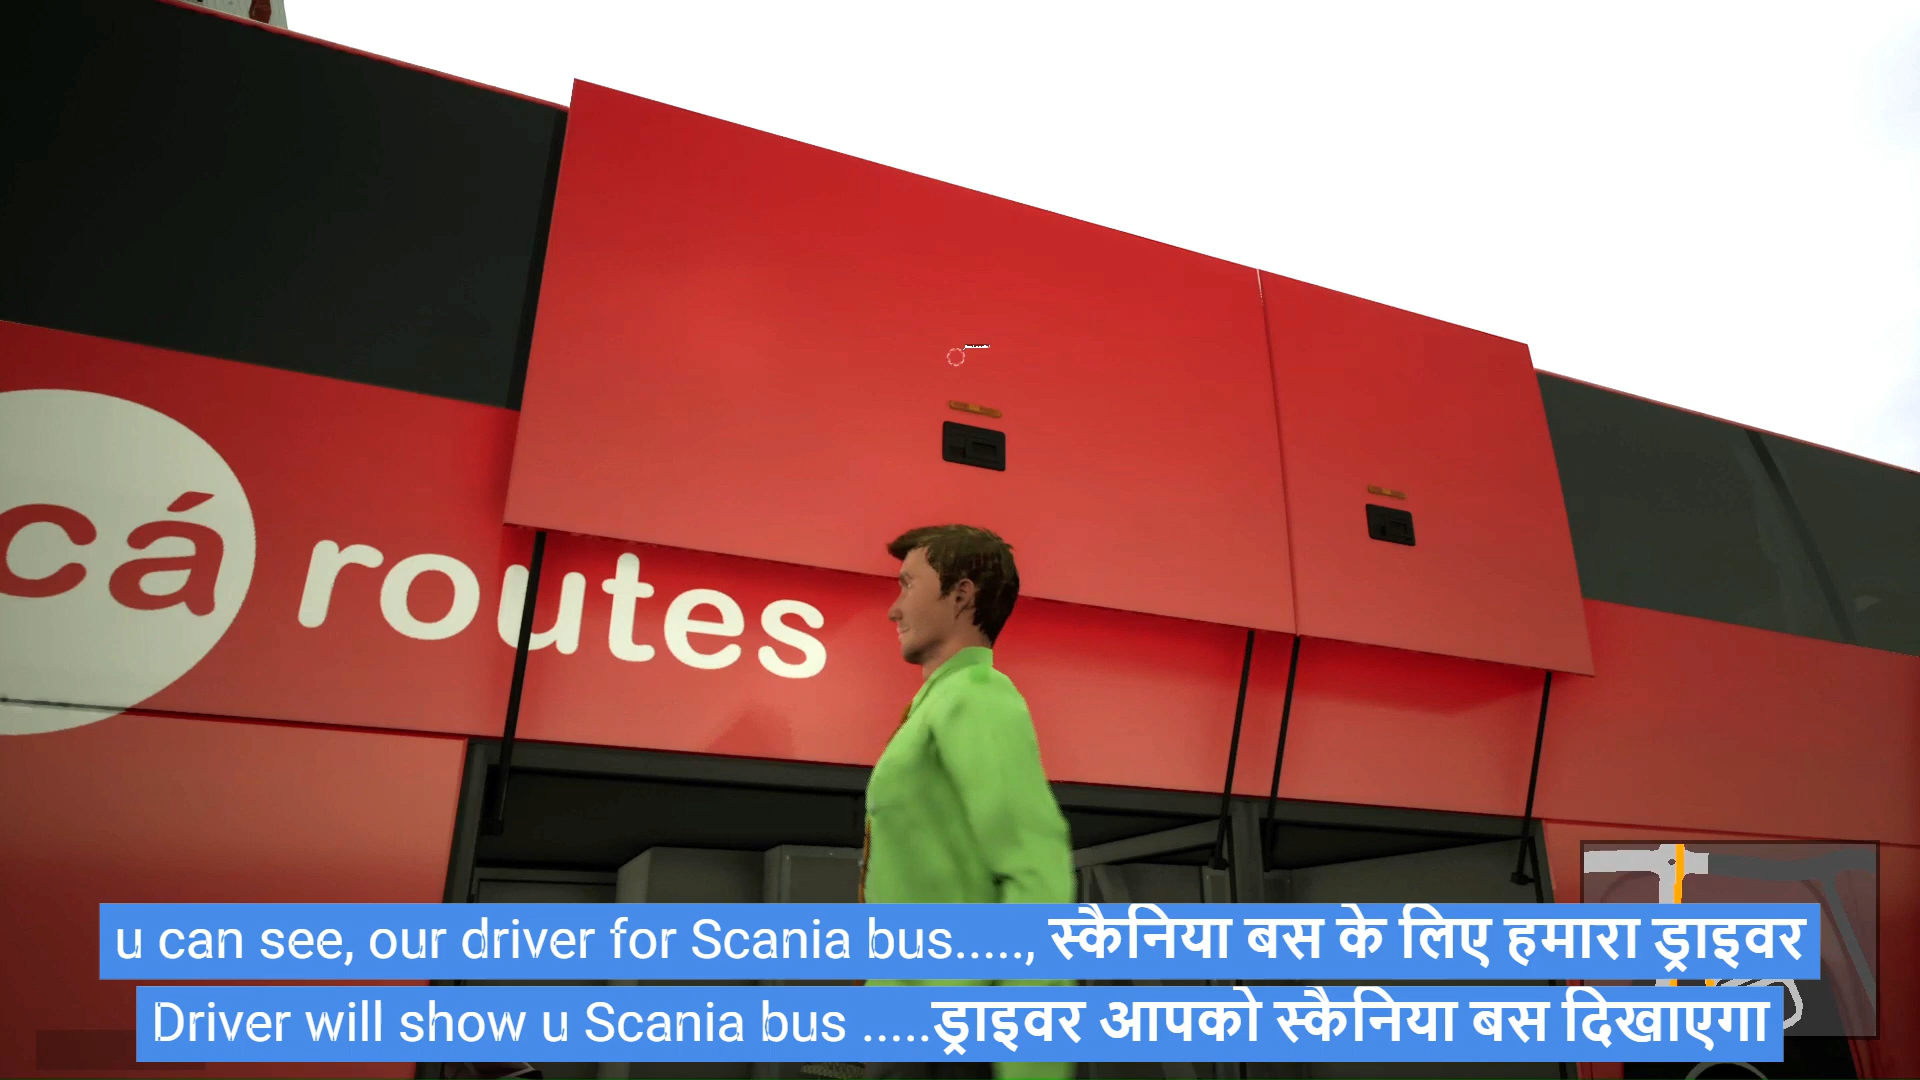 cá routes
u can see, our driver for Scania bus....., स्कैनिया बस के लिए हमारा ड्राइवर
Driver will show u Scania bus .....ड्राइवर आपको स्कैनिया बस दिखाएगा